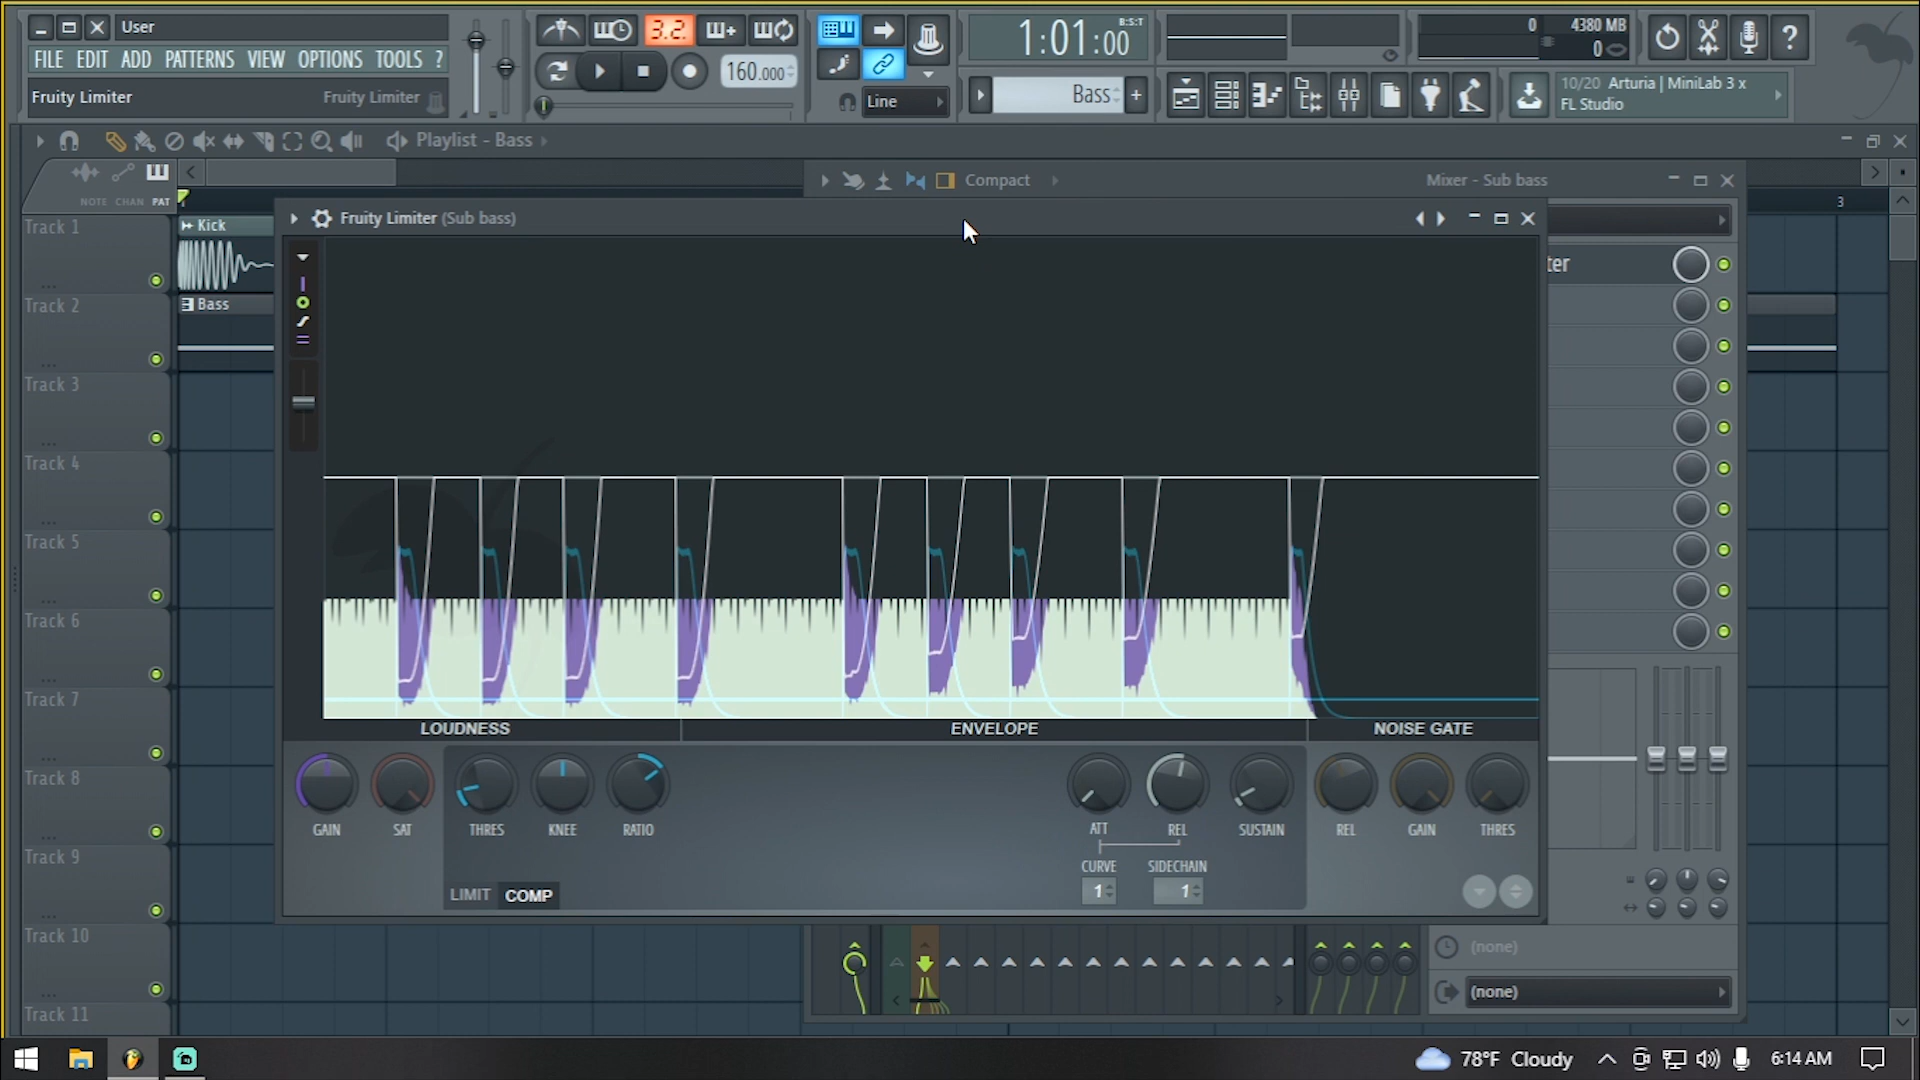 User
FILE EDIT ADD PATTERNS VIEW OPTIONS TOOLS ?
Fruity Limiter Fruity Limiter
3.2.
160.000
Line
1:01:00
B:S:T
Bass
0
4380 MB
0
10/20 Arturia | MiniLab 3 x
FL Studio
Playlist - Bass
NOTE CHAN PAT
3
Compact
Mixer - Sub bass
Track 1
Kick
Track 2
Bass
Track 3
Track 4
Track 5
Track 6
Track 7
Track 8
Track 9
Track 10
Track 11
Fruity Limiter (Sub bass)
ter
LOUDNESS
ENVELOPE
NOISE GATE
GAIN
SAT
THRES
KNEE
RATIO
ATT
REL
SUSTAIN
REL
GAIN
THRES
CURVE
SIDECHAIN
1
1
LIMIT COMP
(none)
(none)
78°F Cloudy
6:14 AM